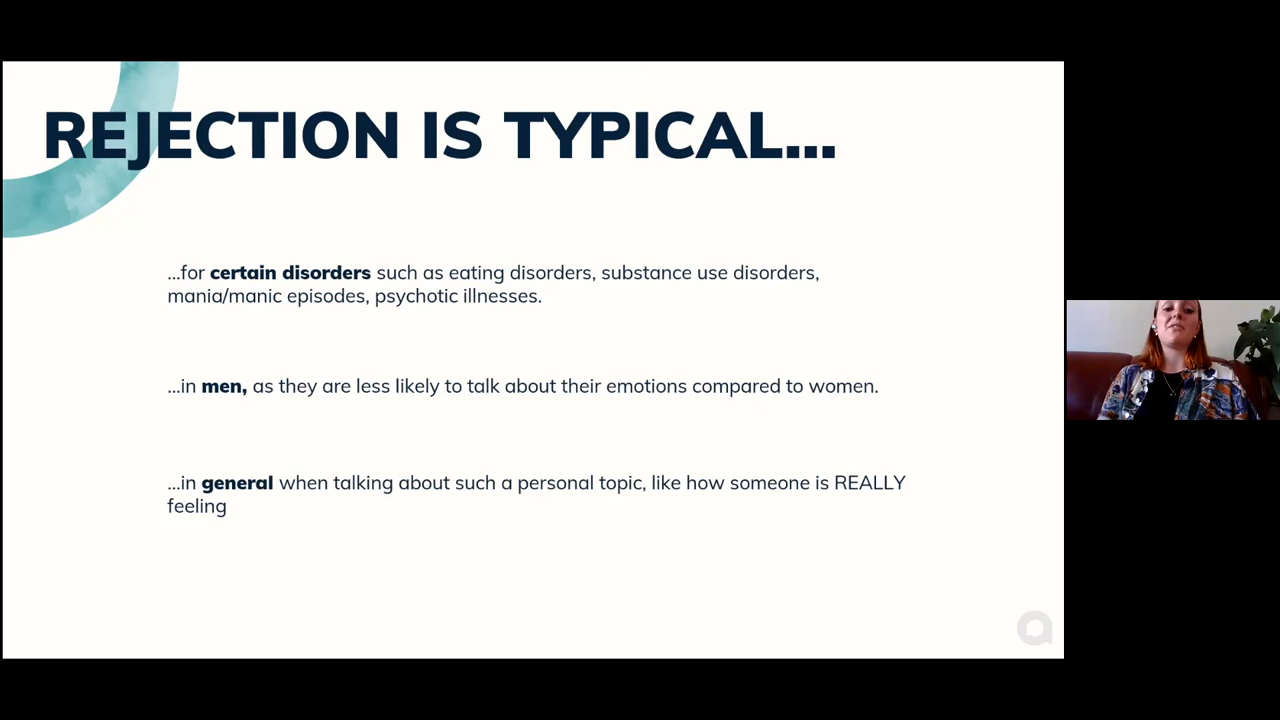 REJECTION IS TYPICAL...
...for certain disorders such as eating disorders, substance use disorders,
mania/manic episodes, psychotic illnesses.
...in men, as they are less likely to talk about their emotions compared to women.
...in general when talking about such a personal topic, like how someone is REALLY
feeling